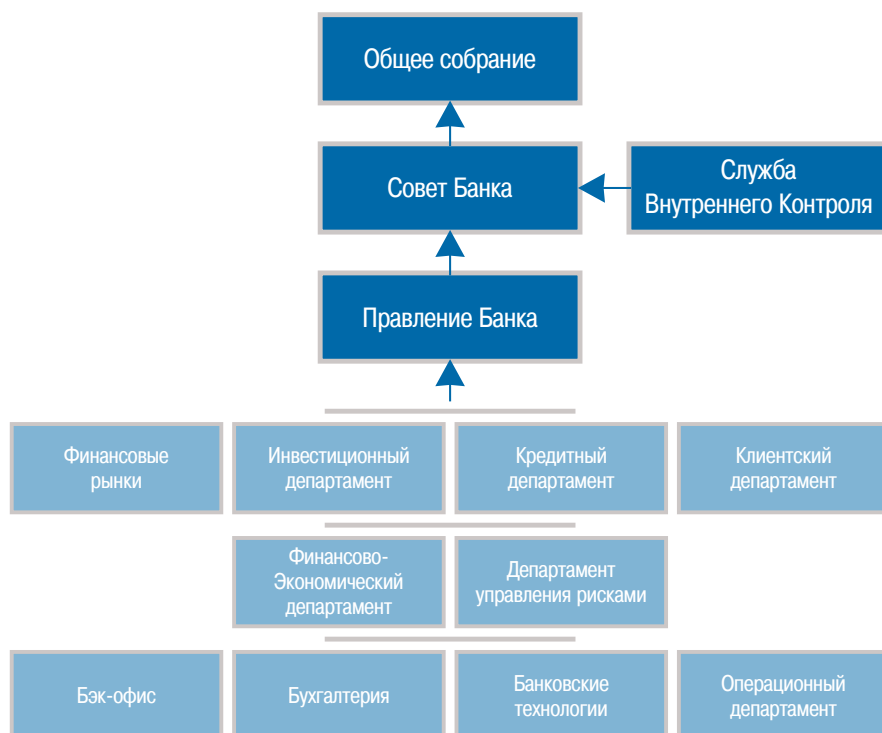 Общее собрание
Совет Банка
Служба
Внутреннего Контроля
Правление Банка
Финансовые
рынки
Инвестиционный
департамент
Кредитный
департамент
Клиентский
департамент
Финансово-
Экономический
департамент
Департамент
управления рисками
Бэк-офис
Бухгалтерия
Банковские
технологии
Операционный
департамент